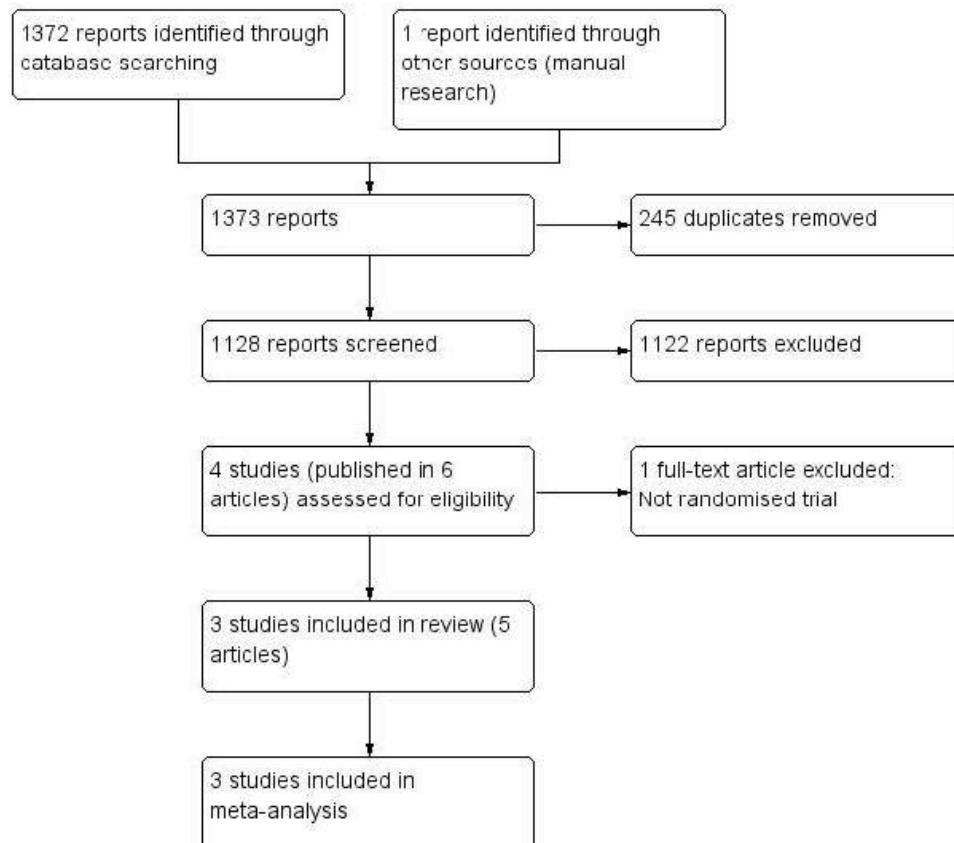 1372 reports identified through
catabase searching
1 report identified through
other sources (manual
research)
1373 reports
245 duplicates removed
1128 reports screened
1122 reports excluded
4 studies (published in 6
articles) assessed for eligibility
1 full-text article excluded:
Not randomised trial
3 studies included in review (5
articles)
3 studies included in
meta-analysis